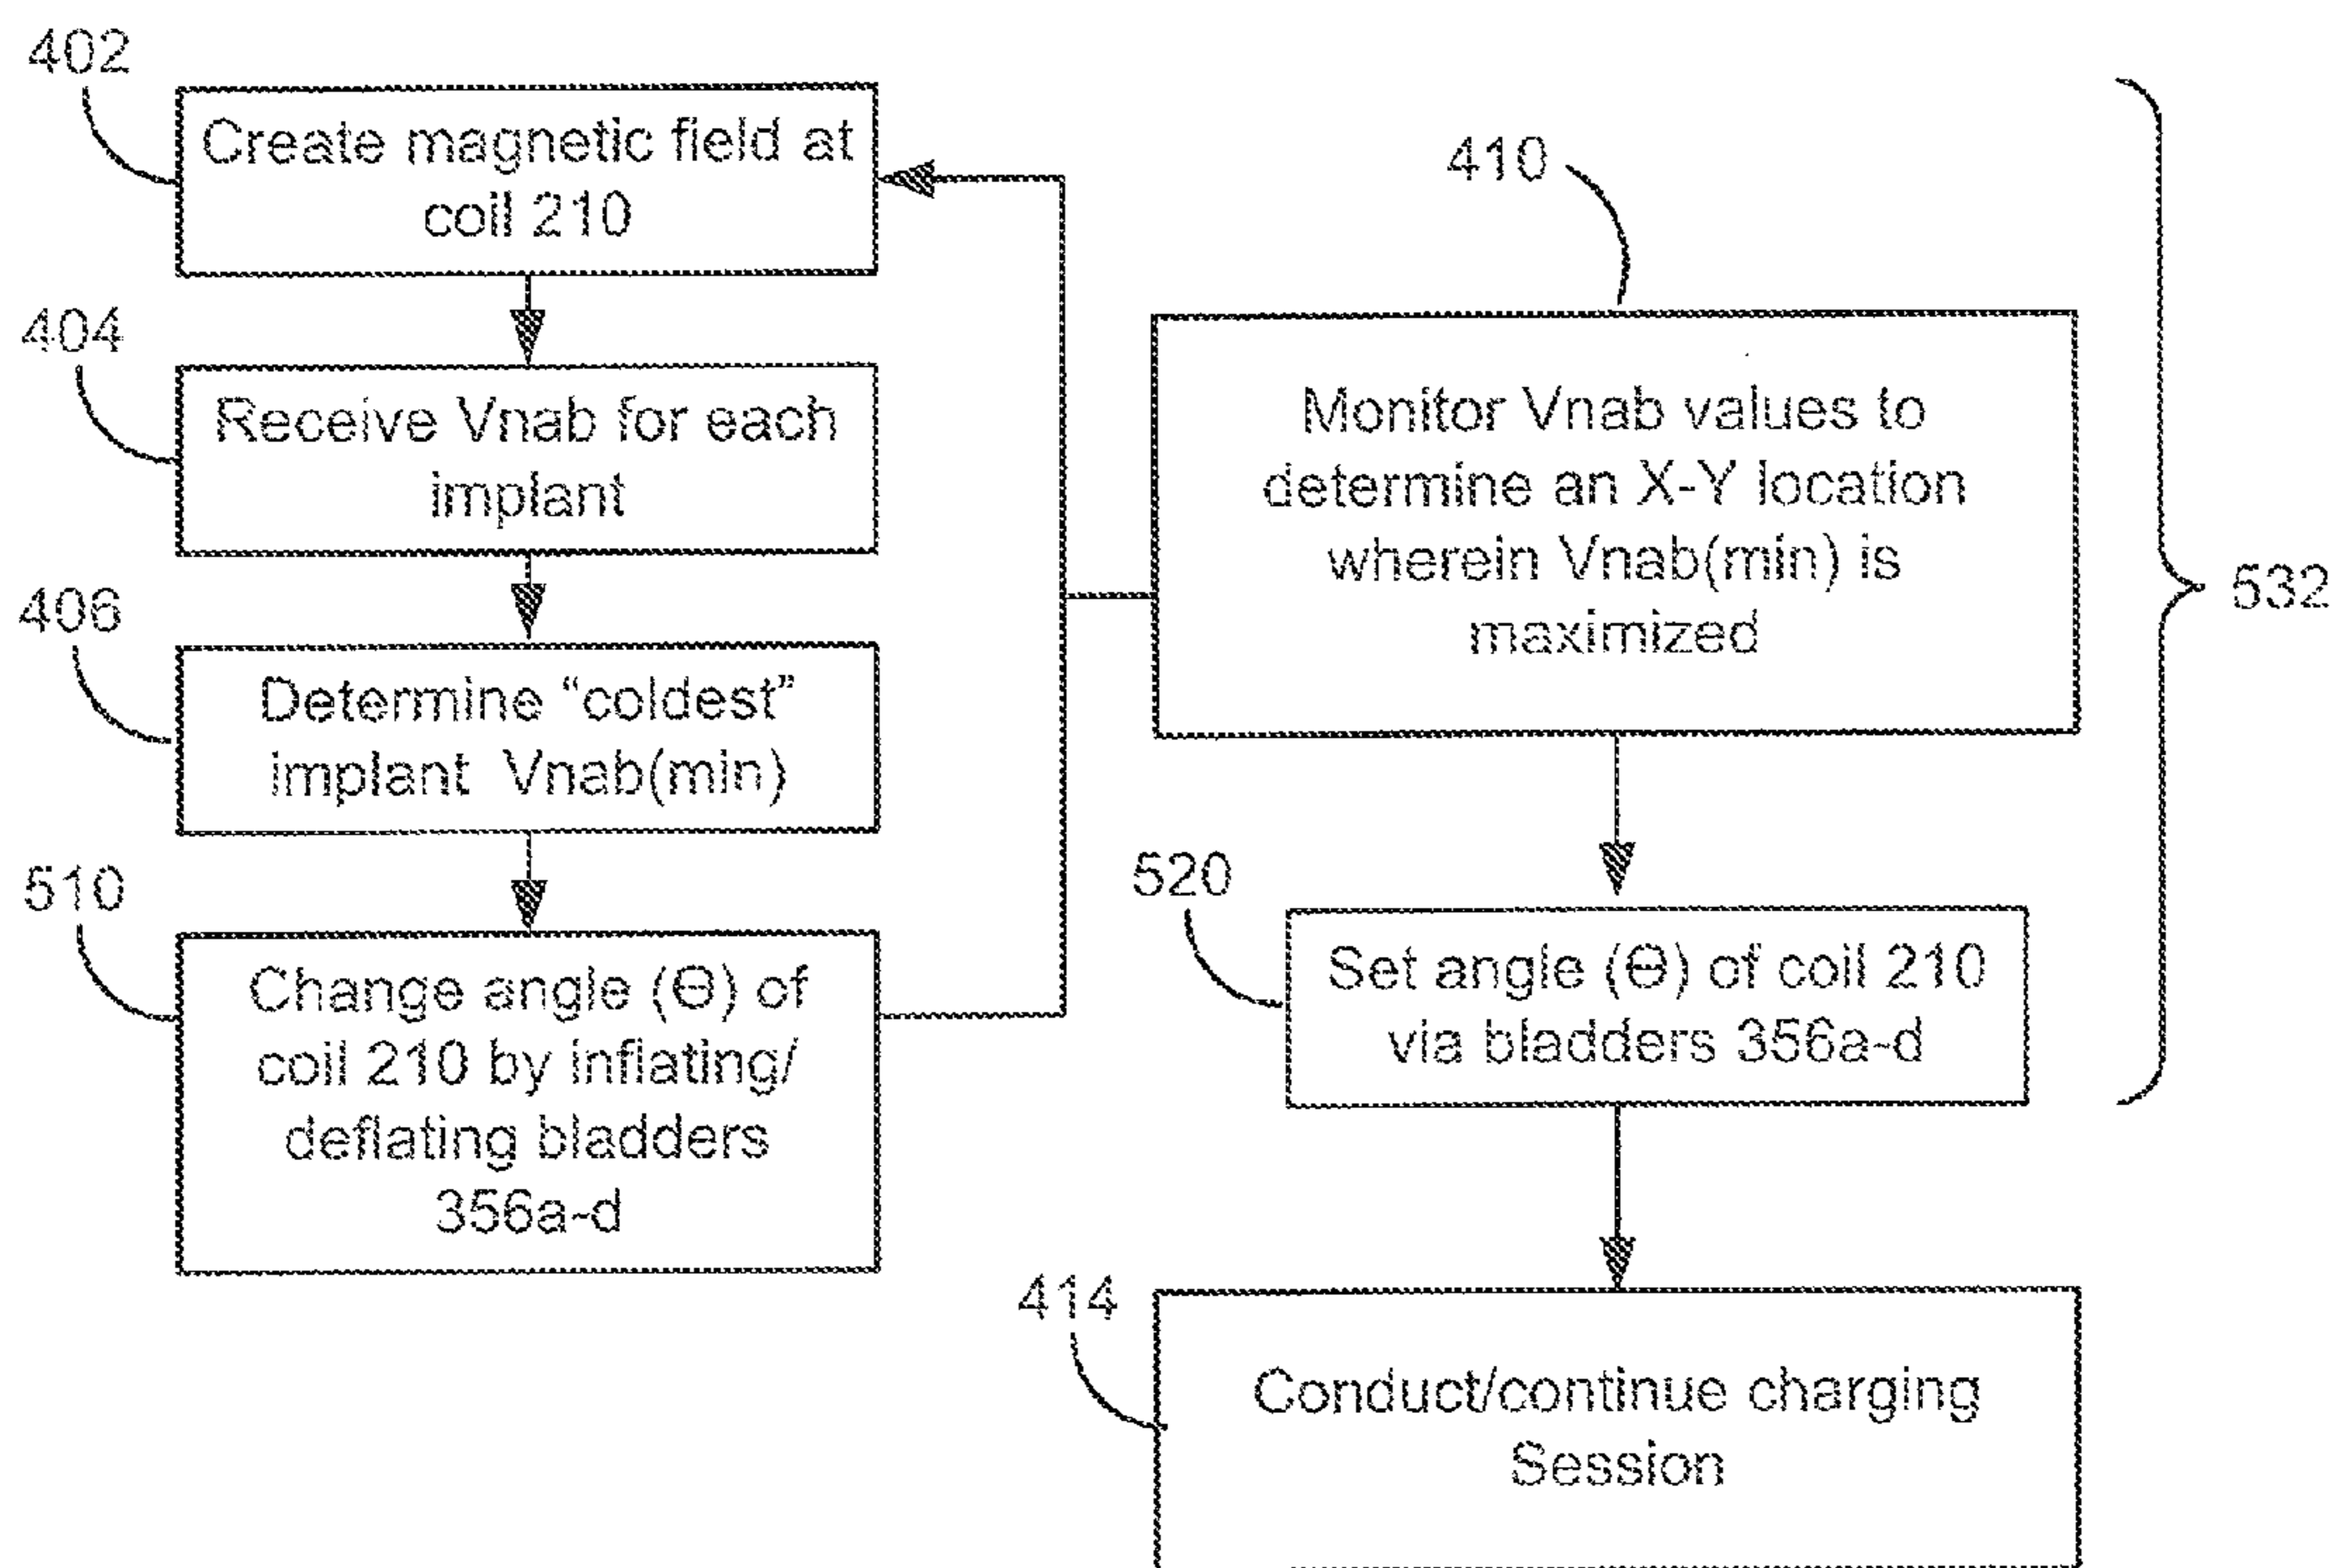 402
Create magnetic field at
coil 210
404
Receive Vnab for each
implant
406
Determine “coldest”
implant Vnab(min)
510
Change angle (Θ) of
coil 210 by inflating/
deflating bladders
356a-d
410
Monitor Vnab values to
determine an X-Y location
wherein Vnab(min) is
maximized
532
520
Set angle (Θ) of coil 210
via bladders 356a-d
414
Conduct/continue charging
Session